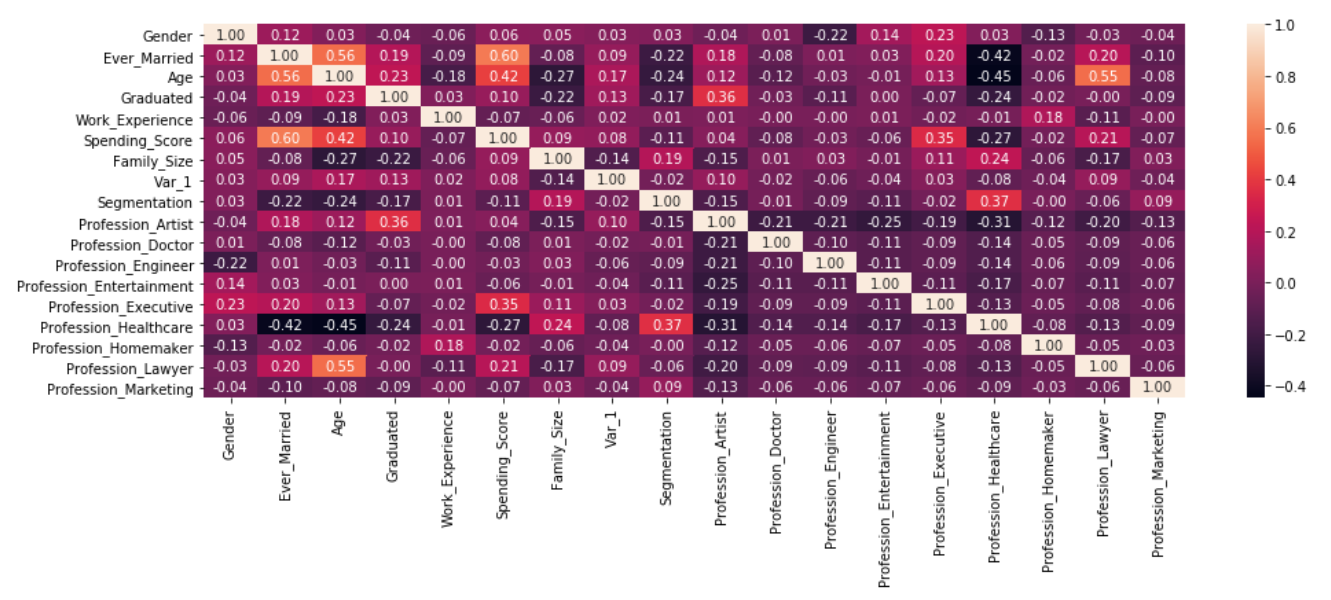 Gender 1.00 0.12 0.03 -0.04 -0.06 0.06 0.05 0.03 0.03 -0.04 0.01 -0.22 0.14 0.23 0.03 -0.13 -0.03 -0.04
Ever_Married 0.12 1.00 0.56 0.19 -0.09 0.60 -0.08 0.09 -0.22 0.18 -0.08 0.01 0.03 0.20 -0.42 -0.02 0.20 -0.10
Age 0.03 0.56 1.00 0.23 -0.18 0.42 -0.27 0.17 -0.24 0.12 -0.12 -0.03 -0.01 0.13 -0.45 -0.06 0.55 -0.08
Graduated -0.04 0.19 0.23 1.00 0.03 0.10 -0.22 0.13 -0.17 0.36 -0.03 -0.11 0.00 -0.07 -0.24 -0.02 -0.00 -0.09
Work_Experience -0.06 -0.09 -0.18 0.03 1.00 -0.07 -0.06 0.02 0.01 0.01 -0.00 -0.00 0.01 -0.02 -0.01 0.18 -0.11 -0.00
Spending_Score 0.06 0.60 0.42 0.10 -0.07 1.00 0.09 0.08 -0.11 0.04 -0.08 -0.03 -0.06 0.35 -0.27 -0.02 0.21 -0.07
Family_Size 0.05 -0.08 -0.27 -0.22 -0.06 0.09 1.00 -0.14 0.19 -0.15 0.01 0.03 -0.01 0.11 0.24 -0.06 -0.17 0.03
Var_1 0.03 0.09 0.17 0.13 0.02 0.08 -0.14 1.00 -0.02 0.10 -0.02 -0.06 -0.04 0.03 -0.08 -0.04 0.09 -0.04
Segmentation 0.03 -0.22 -0.24 -0.17 0.01 -0.11 0.19 -0.02 1.00 -0.15 -0.01 -0.09 -0.11 -0.02 0.37 -0.00 -0.06 0.09
Profession_Artist -0.04 0.18 0.12 0.36 0.01 0.04 -0.15 0.10 -0.15 1.00 -0.21 -0.21 -0.25 -0.19 -0.31 -0.12 -0.20 -0.13
Profession_Doctor 0.01 -0.08 -0.12 -0.03 -0.00 -0.08 0.01 -0.02 -0.01 -0.21 1.00 -0.10 -0.11 -0.09 -0.14 -0.05 -0.09 -0.06
Profession_Engineer -0.22 0.01 -0.03 -0.11 -0.00 -0.03 0.03 -0.06 -0.09 -0.21 -0.10 1.00 -0.11 -0.09 -0.14 -0.06 -0.09 -0.06
Profession_Entertainment 0.14 0.03 -0.01 0.00 0.01 -0.06 -0.01 -0.04 -0.11 -0.25 -0.11 -0.11 1.00 -0.11 -0.17 -0.07 -0.11 -0.07
Profession_Executive 0.23 0.20 0.13 -0.07 -0.02 0.35 0.11 0.03 -0.02 -0.19 -0.09 -0.09 -0.11 1.00 -0.13 -0.05 -0.08 -0.06
Profession_Healthcare 0.03 -0.42 -0.45 -0.24 -0.01 -0.27 0.24 -0.08 0.37 -0.31 -0.14 -0.14 -0.17 -0.13 1.00 -0.08 -0.13 -0.09
Profession_Homemaker -0.13 -0.02 -0.06 -0.02 0.18 -0.02 -0.06 -0.04 -0.00 -0.12 -0.05 -0.06 -0.07 -0.05 -0.08 1.00 -0.05 -0.03
Profession_Lawyer -0.03 0.20 0.55 -0.00 -0.11 0.21 -0.17 0.09 -0.06 -0.20 -0.09 -0.09 -0.11 -0.08 -0.13 -0.05 1.00 -0.06
Profession_Marketing -0.04 -0.10 -0.08 -0.09 -0.00 -0.07 0.03 -0.04 0.09 -0.13 -0.06 -0.06 -0.07 -0.06 -0.09 -0.03 -0.06 1.00
Gender
Ever_Married
Age
Graduated
Work_Experience
Spending_Score
Family_Size
Var_1
Segmentation
Profession_Artist
Profession_Doctor
Profession_Engineer
Profession_Entertainment
Profession_Executive
Profession_Healthcare
Profession_Homemaker
Profession_Lawyer
Profession_Marketing
1.0
0.8
0.6
0.4
0.2
0.0
−0.2
−0.4